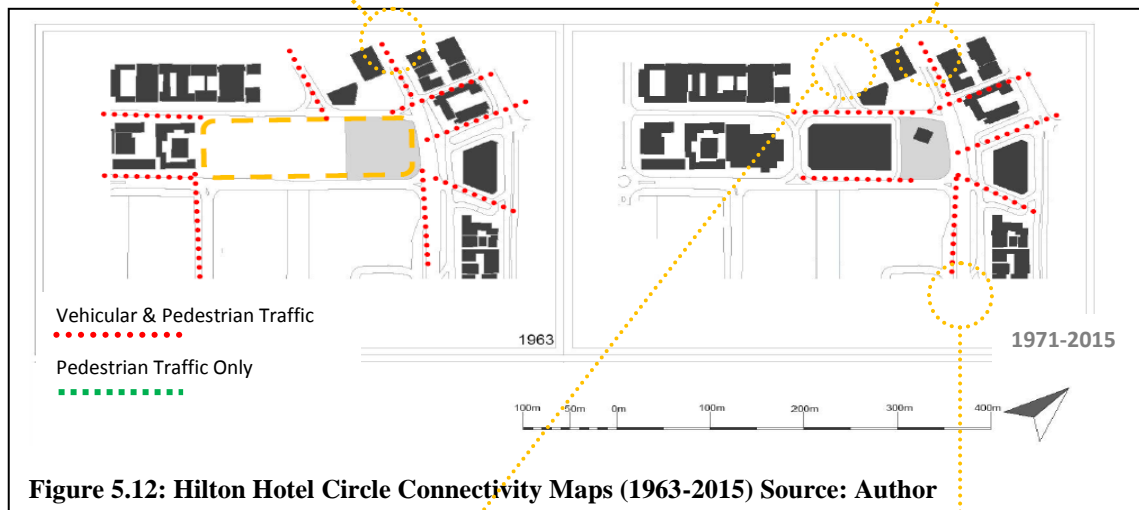 Vehicular & Pedestrian Traffic
Pedestrian Traffic Only
1963
1971-2015
100m 50m 0m 100m 200m 300m 400m
Figure 5.12: Hilton Hotel Circle Connectivity Maps (1963-2015) Source: Author